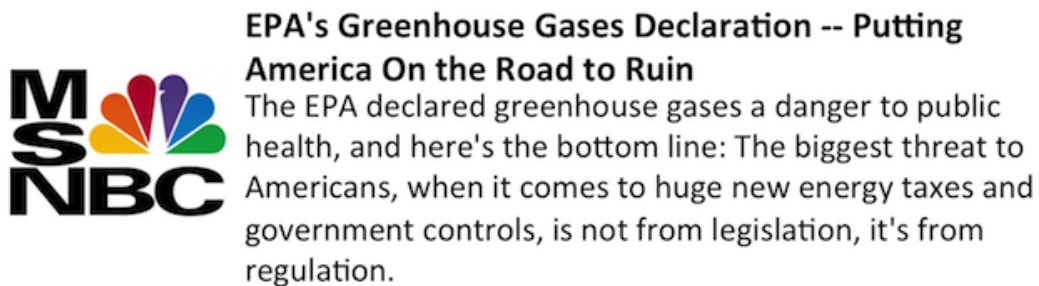 EPA's Greenhouse Gases Declaration -- Putting
America On the Road to Ruin
The EPA declared greenhouse gases a danger to public
health, and here's the bottom line: The biggest threat to
Americans, when it comes to huge new energy taxes and
government controls, is not from legislation, it's from
regulation.
M
S
NBC